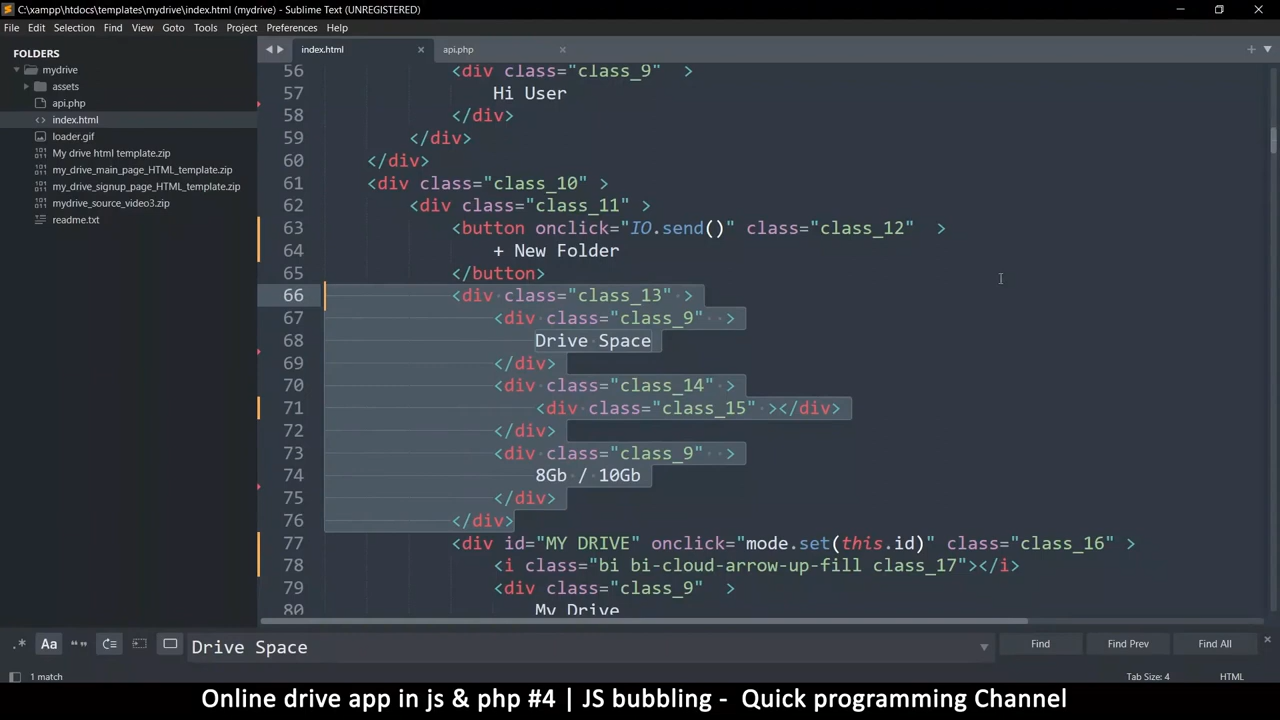 C:\xampp\htdocs\templates\mydrive\index.html (mydrive) - Sublime Text (UNREGISTERED)
File Edit Selection Find View Goto Tools Project Preferences Help
FOLDERS
mydrive
assets
api.php
index.html
loader.gif
My drive html template.zip
my_drive_main_page_HTML_template.zip
my_drive_signup_page_HTML_template.zip
mydrive_source_video3.zip
readme.txt
index.html × api.php ×
56 <div class="class_9"  >
57 Hi User
58 </div>
59 </div>
60 </div>
61 <div class="class_10" >
62 <div class="class_11" >
63 <button onclick="IO.send()" class="class_12"  >
64 + New Folder
65 </button>
66 <div class="class_13" >
67 <div class="class_9"  >
68 Drive Space
69 </div>
70 <div class="class_14" >
71 <div class="class_15" ></div>
72 </div>
73 <div class="class_9"  >
74 8Gb / 10Gb
75 </div>
76 </div>
77 <div id="MY DRIVE" onclick="mode.set(this.id)" class="class_16" >
78 <i class="bi bi-cloud-arrow-up-fill class_17"></i>
79 <div class="class_9"  >
80 My Drive
.* Aa “” Drive Space Find Find Prev Find All
1 match Tab Size: 4 HTML
Online drive app in js & php #4 | JS bubbling - Quick programming Channel